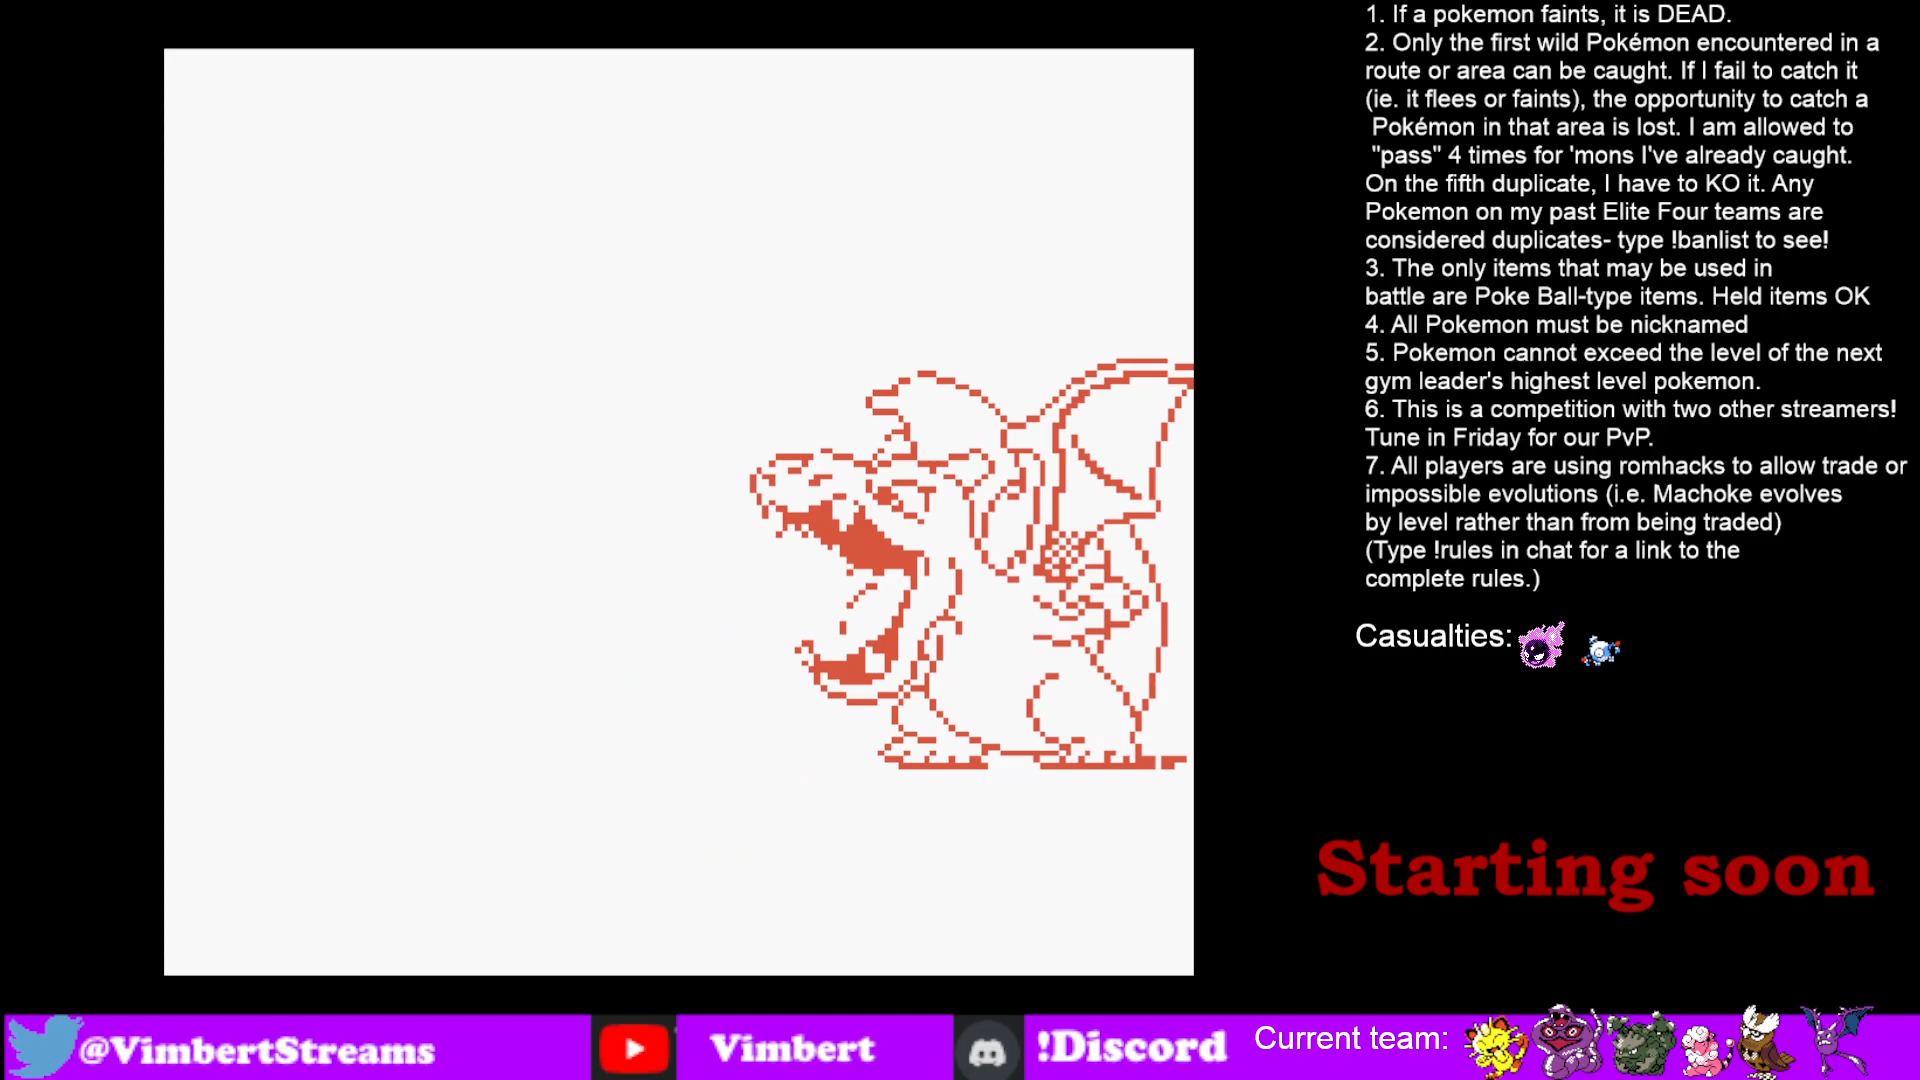 1. If a pokemon faints, it is DEAD.
2. Only the first wild Pokémon encountered in a
route or area can be caught. If I fail to catch it
(ie. it flees or faints), the opportunity to catch a
Pokémon in that area is lost. I am allowed to
"pass" 4 times for 'mons I've already caught.
On the fifth duplicate, I have to KO it. Any
Pokemon on my past Elite Four teams are
considered duplicates- type !banlist to see!
3. The only items that may be used in
battle are Poke Ball-type items. Held items OK
4. All Pokemon must be nicknamed
5. Pokemon cannot exceed the level of the next
gym leader's highest level pokemon.
6. This is a competition with two other streamers!
Tune in Friday for our PvP.
7. All players are using romhacks to allow trade or
impossible evolutions (i.e. Machoke evolves
by level rather than from being traded)
(Type !rules in chat for a link to the
complete rules.)
Casualties:
Starting soon
@VimbertStreams
Vimbert
!Discord
Current team: